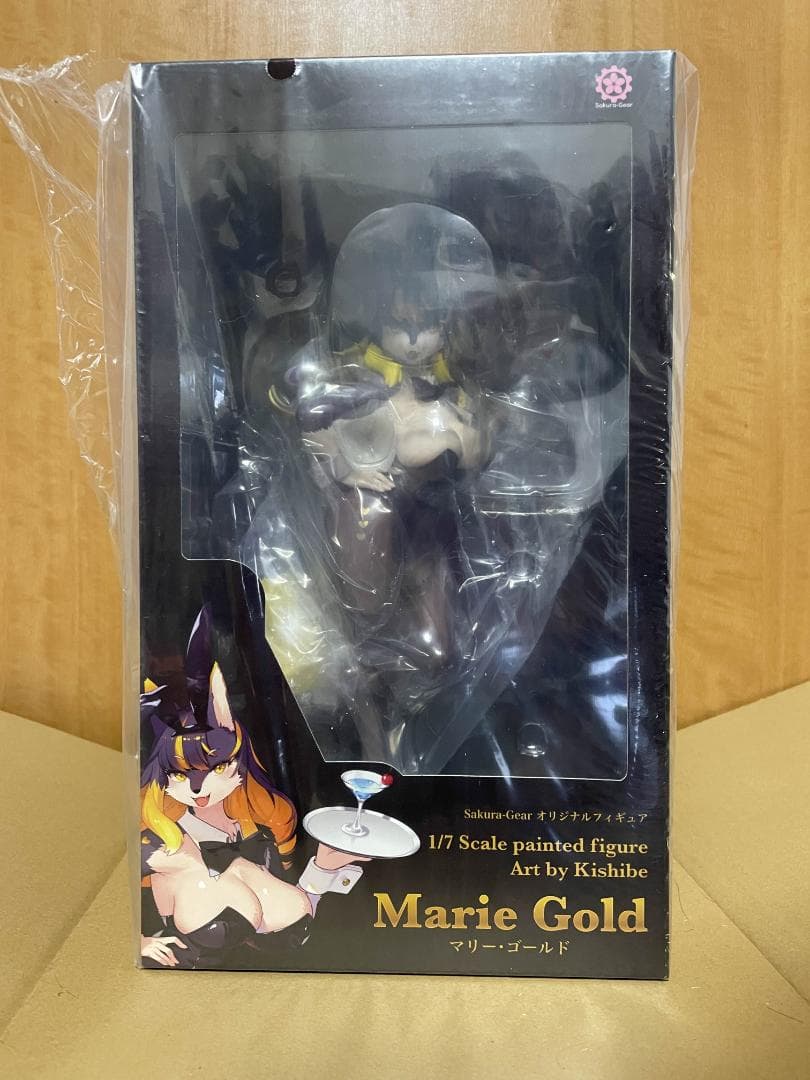 Sakura-Gear
Sakura-Gear オリジナルフィギュア
1/7 Scale painted figure
Art by Kishibe
Marie Gold
マリー・ゴールド